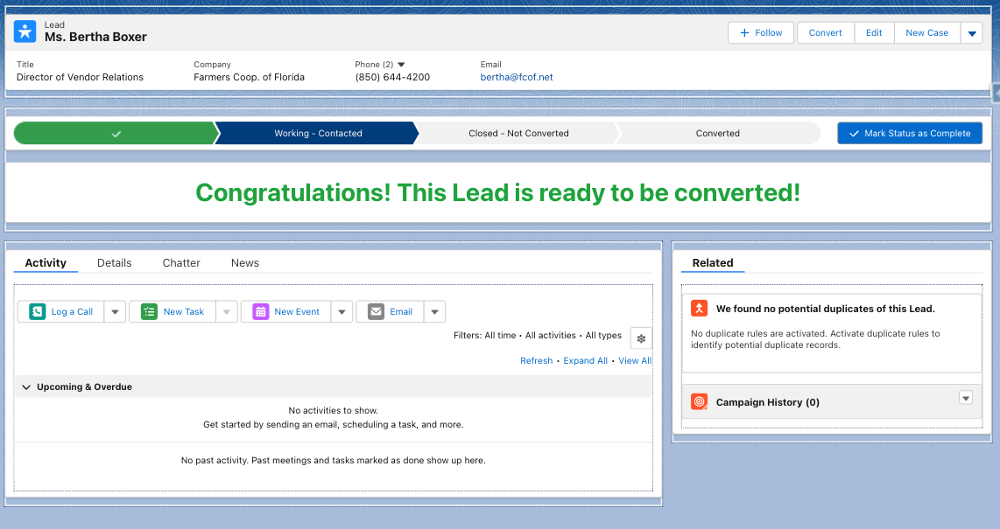 Lead
Ms. Bertha Boxer
Follow
Convert
Edit
New Case
Title
Company
Phone (2)
Email
Director of Vendor Relations
Farmers Coop. of Florida
(850) 644-4200
bertha@fcof.net
Working - Contacted
Closed - Not Converted
Converted
Mark Status as Complete
Congratulations! This Lead is ready to be converted!
Activity
Details
Chatter
News
Log a Call
New Task
New Event
Email
Filters: All time • All activities • All types
Refresh • Expand All • View All
Upcoming & Overdue
No activities to show.
Get started by sending an email, scheduling a task, and more.
No past activity. Past meetings and tasks marked as done show up here.
Related
We found no potential duplicates of this Lead.
No duplicate rules are activated. Activate duplicate rules to
identify potential duplicate records.
Campaign History (0)